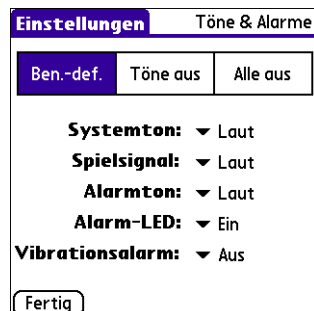 Einstellungen Töne & Alarme
Ben.-def. Töne aus Alle aus
Systemton: Laut
Spielsignal: Laut
Alarmton: Laut
Alarm-LED: Ein
Vibrationsalarm: Aus
Fertig